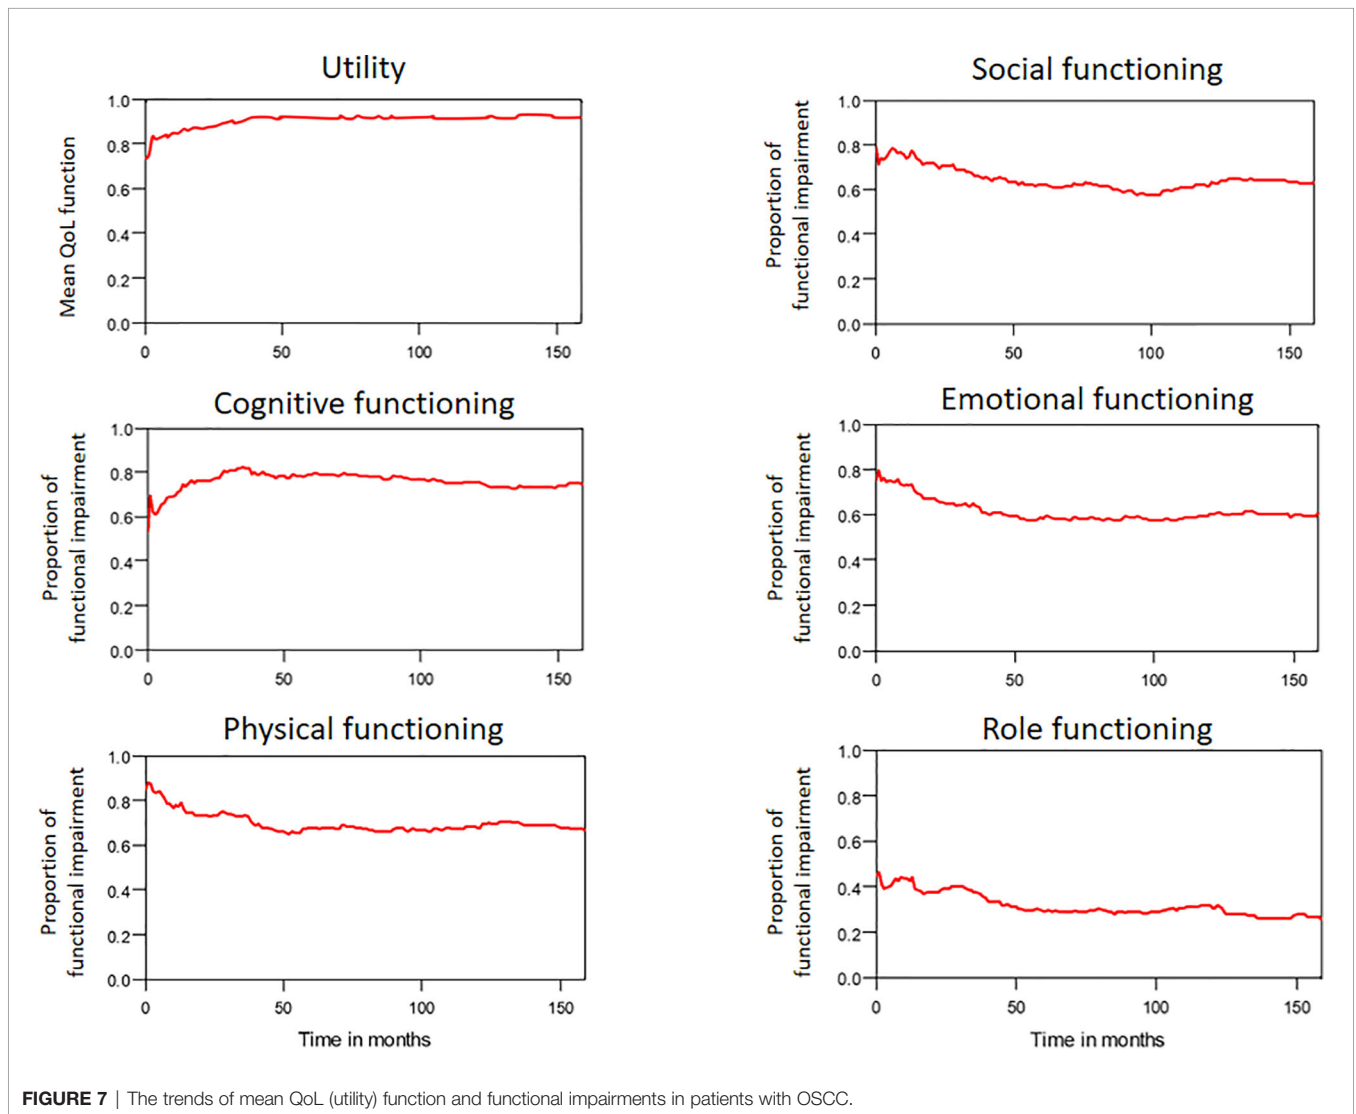 Utility
Mean QoL function
1.0
0.8
0.6
0.4
0.2
0.0
0 50 100 150
Social functioning
Proportion of
functional impairment
1.0
0.8
0.6
0.4
0.2
0.0
0 50 100 150
Cognitive functioning
Proportion of
functional impairment
1.0
0.8
0.6
0.4
0.2
0.0
0 50 100 150
Emotional functioning
Proportion of
functional impairment
1.0
0.8
0.6
0.4
0.2
0.0
0 50 100 150
Physical functioning
Proportion of
functional impairment
1.0
0.8
0.6
0.4
0.2
0.0
0 50 100 150
Time in months
Role functioning
Proportion of
functional impairment
1.0
0.8
0.6
0.4
0.2
0.0
0 50 100 150
Time in months
FIGURE 7 | The trends of mean QoL (utility) function and functional impairments in patients with OSCC.